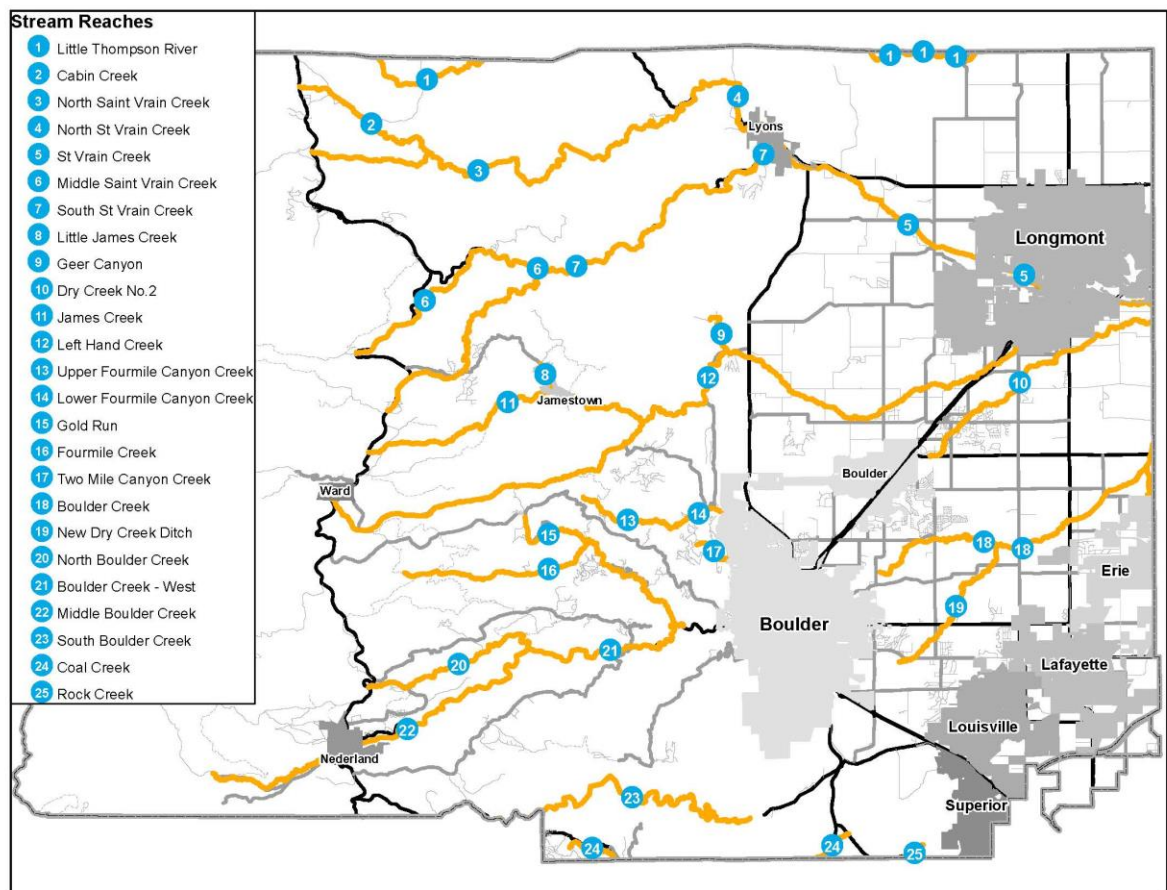 Stream Reaches
1 Little Thompson River
2 Cabin Creek
3 North Saint Vrain Creek
4 North St Vrain Creek
5 St Vrain Creek
6 Middle Saint Vrain Creek
7 South St Vrain Creek
8 Little James Creek
9 Geer Canyon
10 Dry Creek No.2
11 James Creek
12 Left Hand Creek
13 Upper Fourmile Canyon Creek
14 Lower Fourmile Canyon Creek
15 Gold Run
16 Fourmile Creek
17 Two Mile Canyon Creek
18 Boulder Creek
19 New Dry Creek Ditch
20 North Boulder Creek
21 Boulder Creek - West
22 Middle Boulder Creek
23 South Boulder Creek
24 Coal Creek
25 Rock Creek
1 1 1
1
4
2
Lyons
7
3
5
Longmont
6 7
5
6
9
8
12
10
11
Jamestown
Boulder
Ward
13 14
15
18
18
17
16
Erie
19
Boulder
21
20
Lafayette
22
Louisville
Nederland
23
Superior
24
24
25